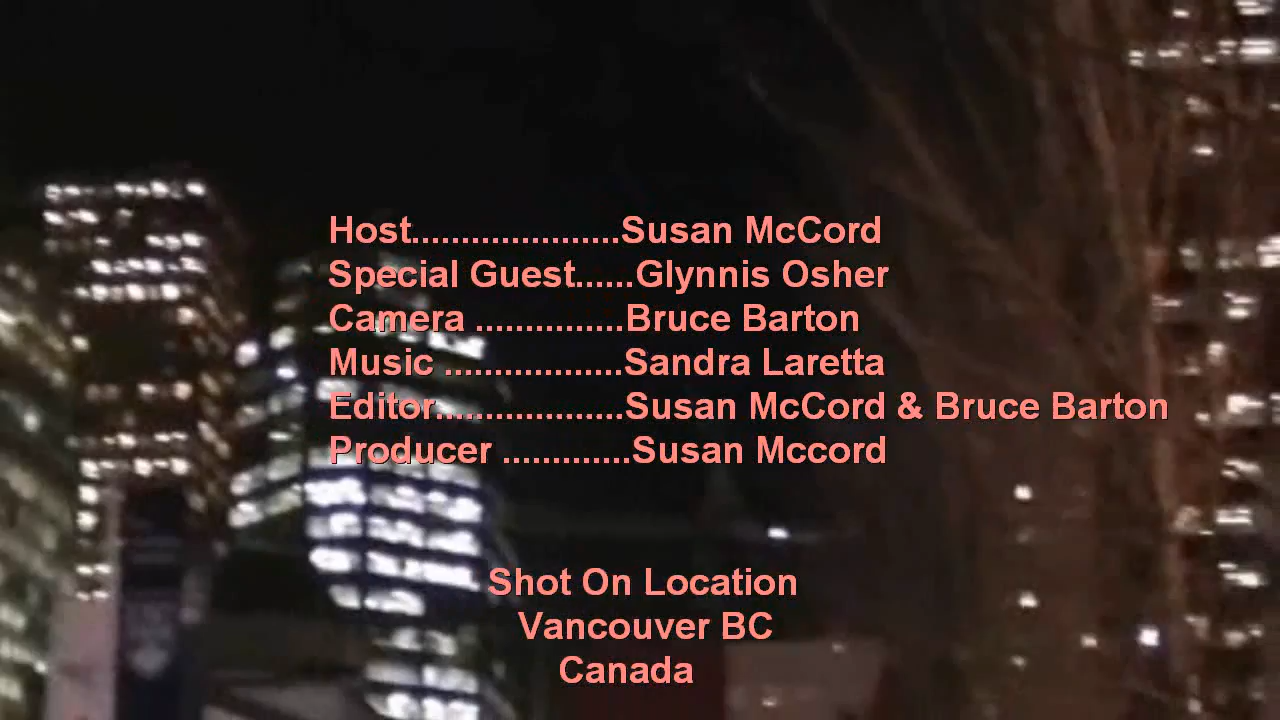 Host.....................Susan McCord
Special Guest......Glynnis Osher
Camera ...............Bruce Barton
Music ..................Sandra Laretta
Editor...................Susan McCord & Bruce Barton
Producer .............Susan Mccord
Shot On Location
Vancouver BC
Canada